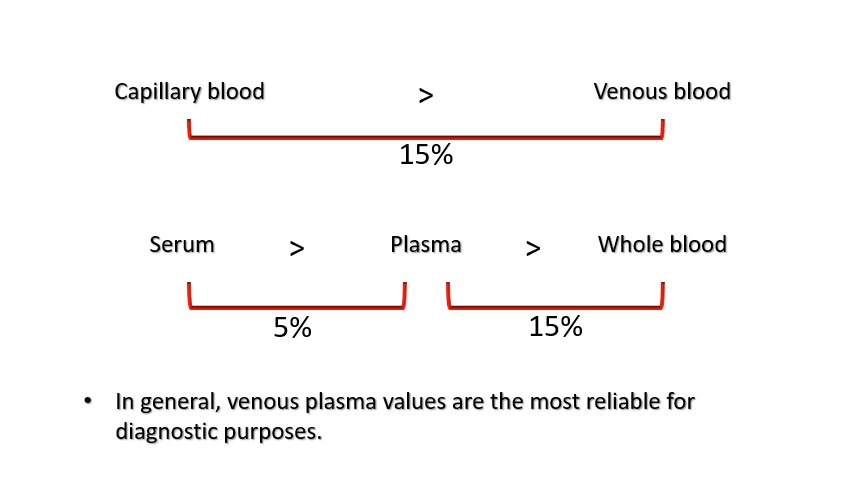 Capillary blood > Venous blood
15%
Serum > Plasma > Whole blood
5% 15%
• In general, venous plasma values are the most reliable for
diagnostic purposes.